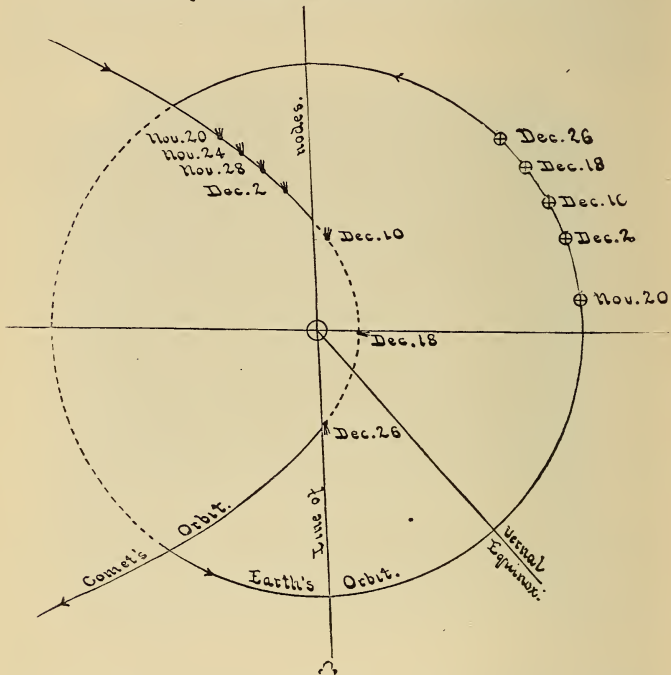 nodes.
Nov.20
Nov.24
Nov.28
Dec.2
Dec.10
Dec.26
Dec.18
Dec.10
Dec.2
Nov.20
Dec.18
Dec.26
Line of
Comet's Orbit.
Earth's Orbit.
Vernal
Equinox.
☊